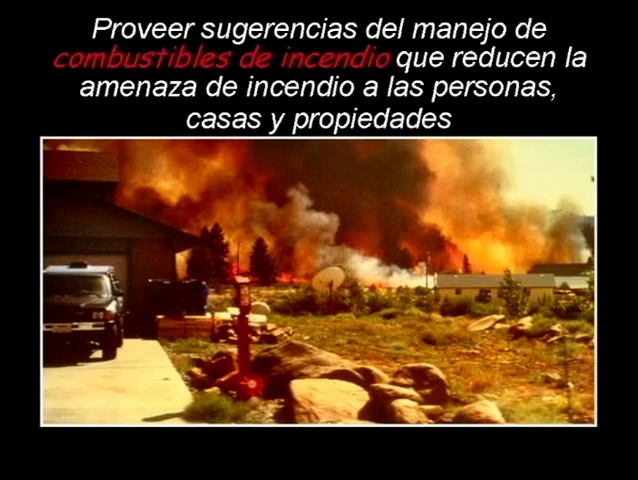 Proveer sugerencias del manejo de
combustibles de incendio que reducen la
amenaza de incendio a las personas,
casas y propiedades